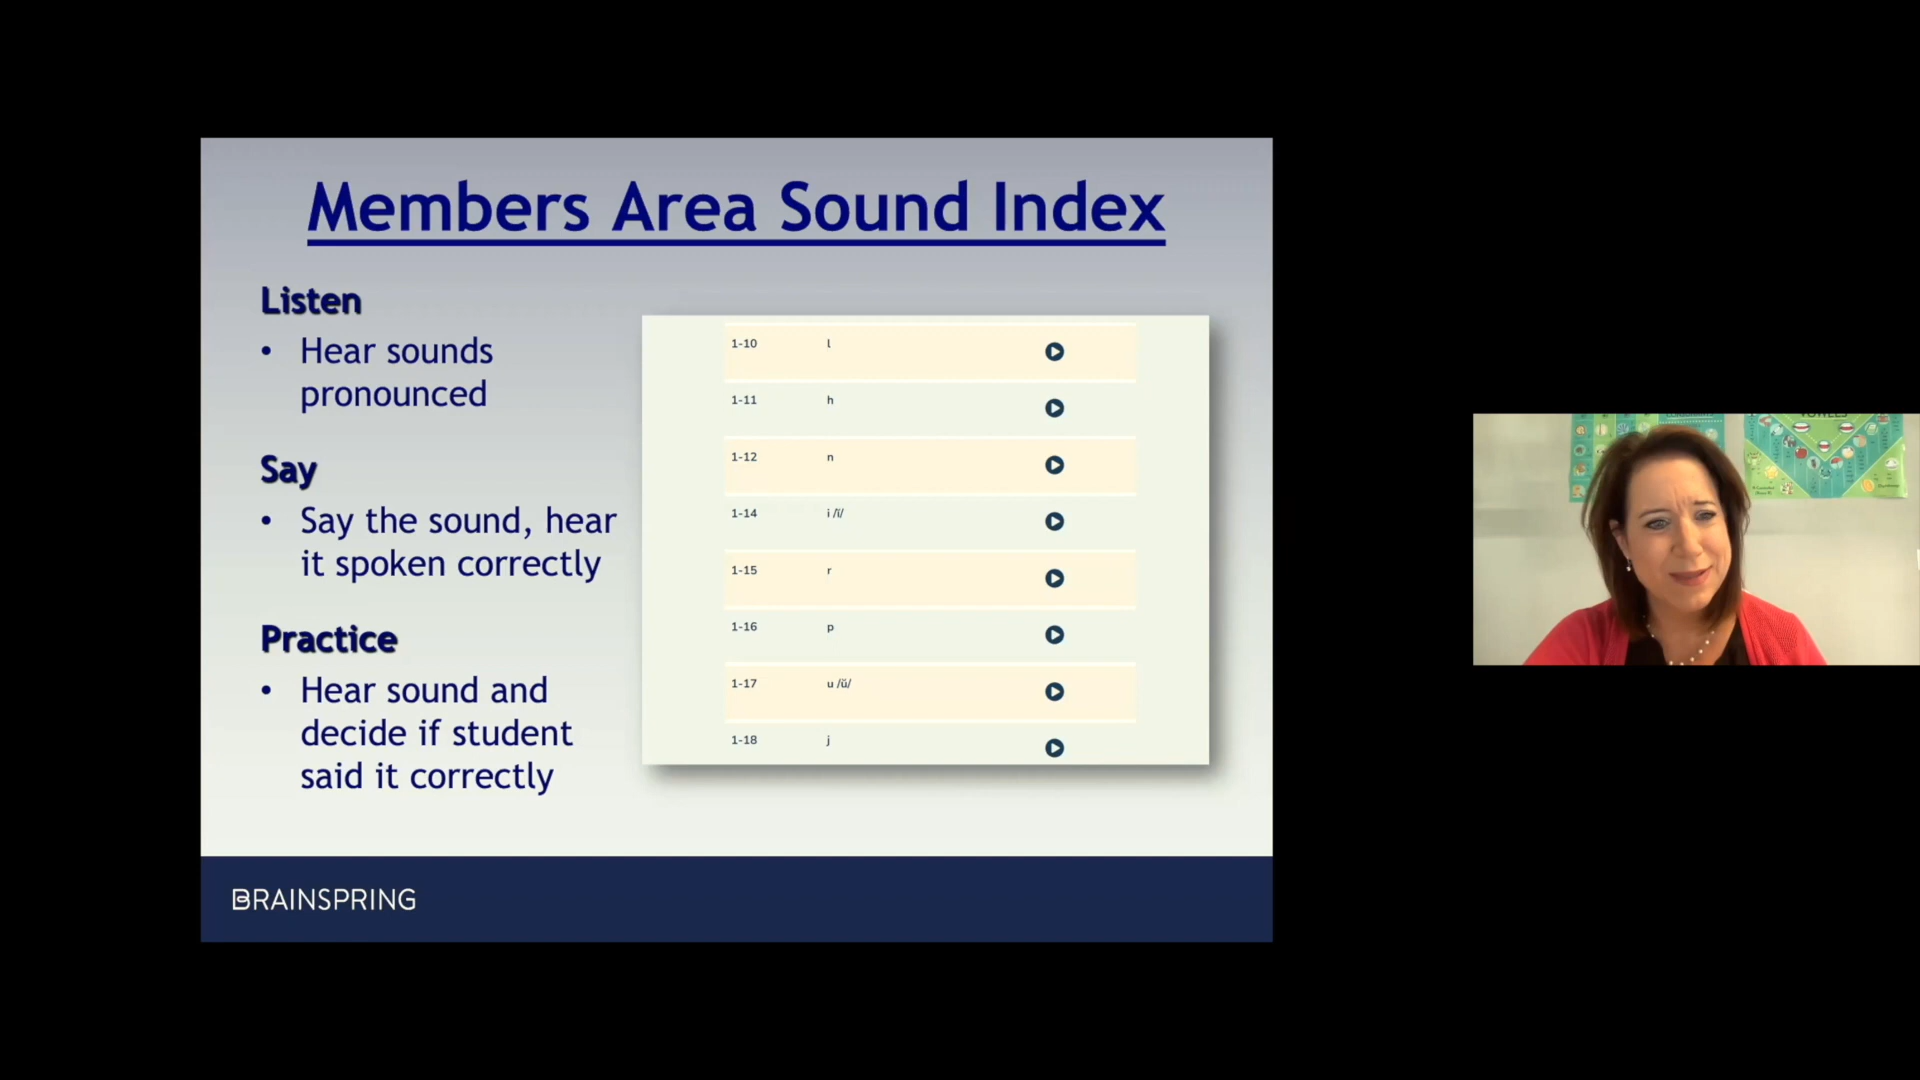 Members Area Sound Index
Listen
• Hear sounds
pronounced
Say
• Say the sound, hear
it spoken correctly
Practice
• Hear sound and
decide if student
said it correctly
1-10 l
1-11 h
1-12 n
1-14 i /ĭ/
1-15 r
1-16 p
1-17 u /ŭ/
1-18 j
BRAINSPRING
VOWELS